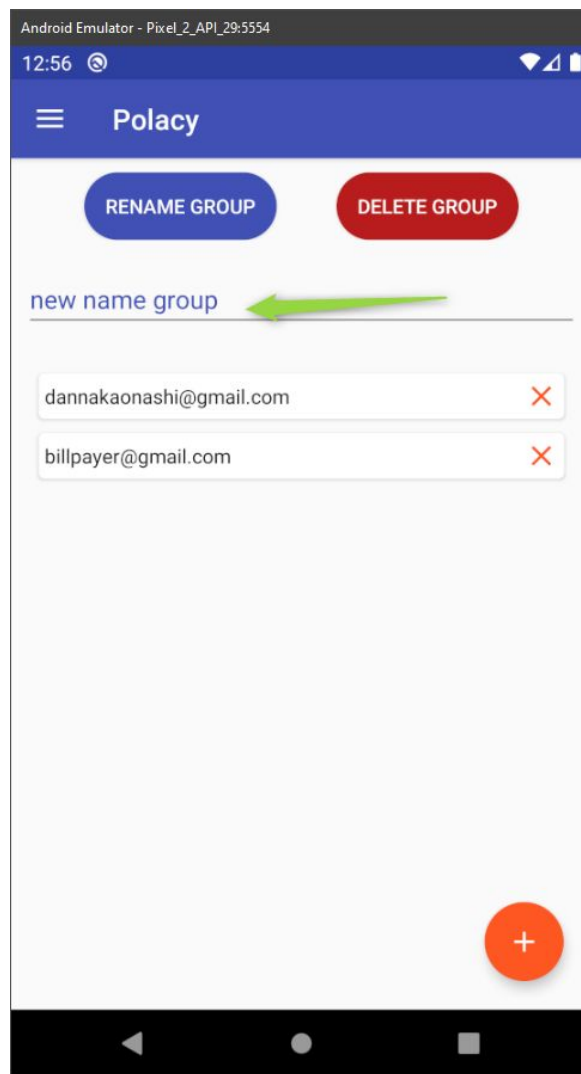 Android Emulator - Pixel_2_API_29:5554
12:56
Polacy
RENAME GROUP
DELETE GROUP
new name group
dannakaonashi@gmail.com
billpayer@gmail.com